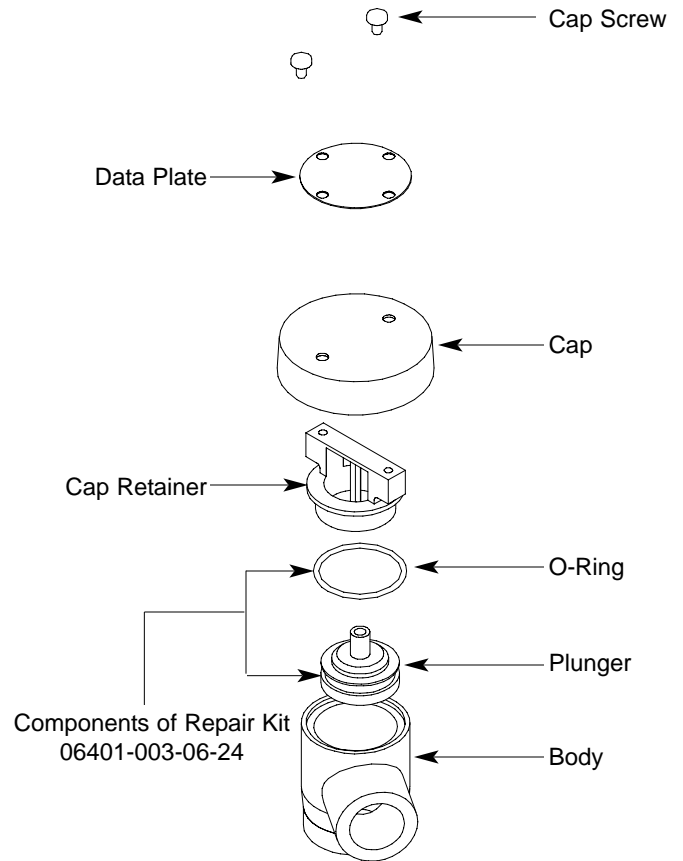 Cap Screw
Data Plate
Cap
Cap Retainer
O-Ring
Plunger
Components of Repair Kit
06401-003-06-24
Body